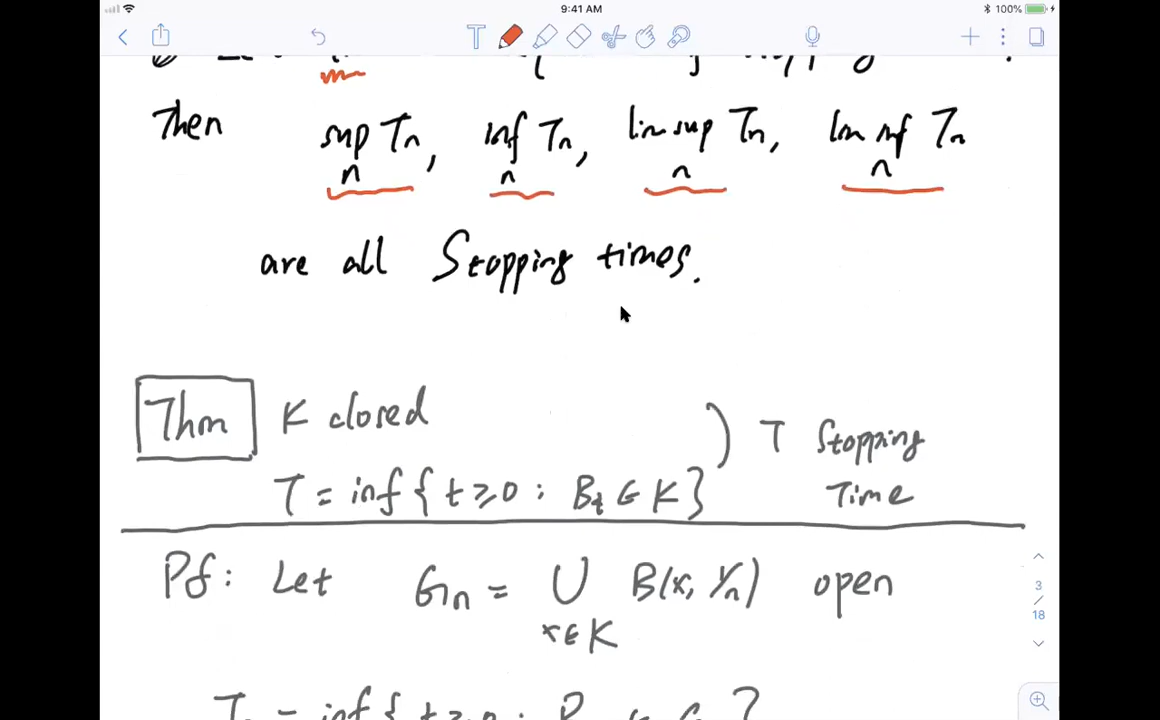 9:41 AM
100%
T
Then sup Tn, inf Tn, lim sup Tn, lim inf Tn
n n n n
are all Stopping times.
Thm K closed
T = inf{ t ≥ 0 : Bt ∈ K } ) T Stopping Time
Pf: Let Gn = ∪ B(x, 1/n) open
x∈K
3 / 18